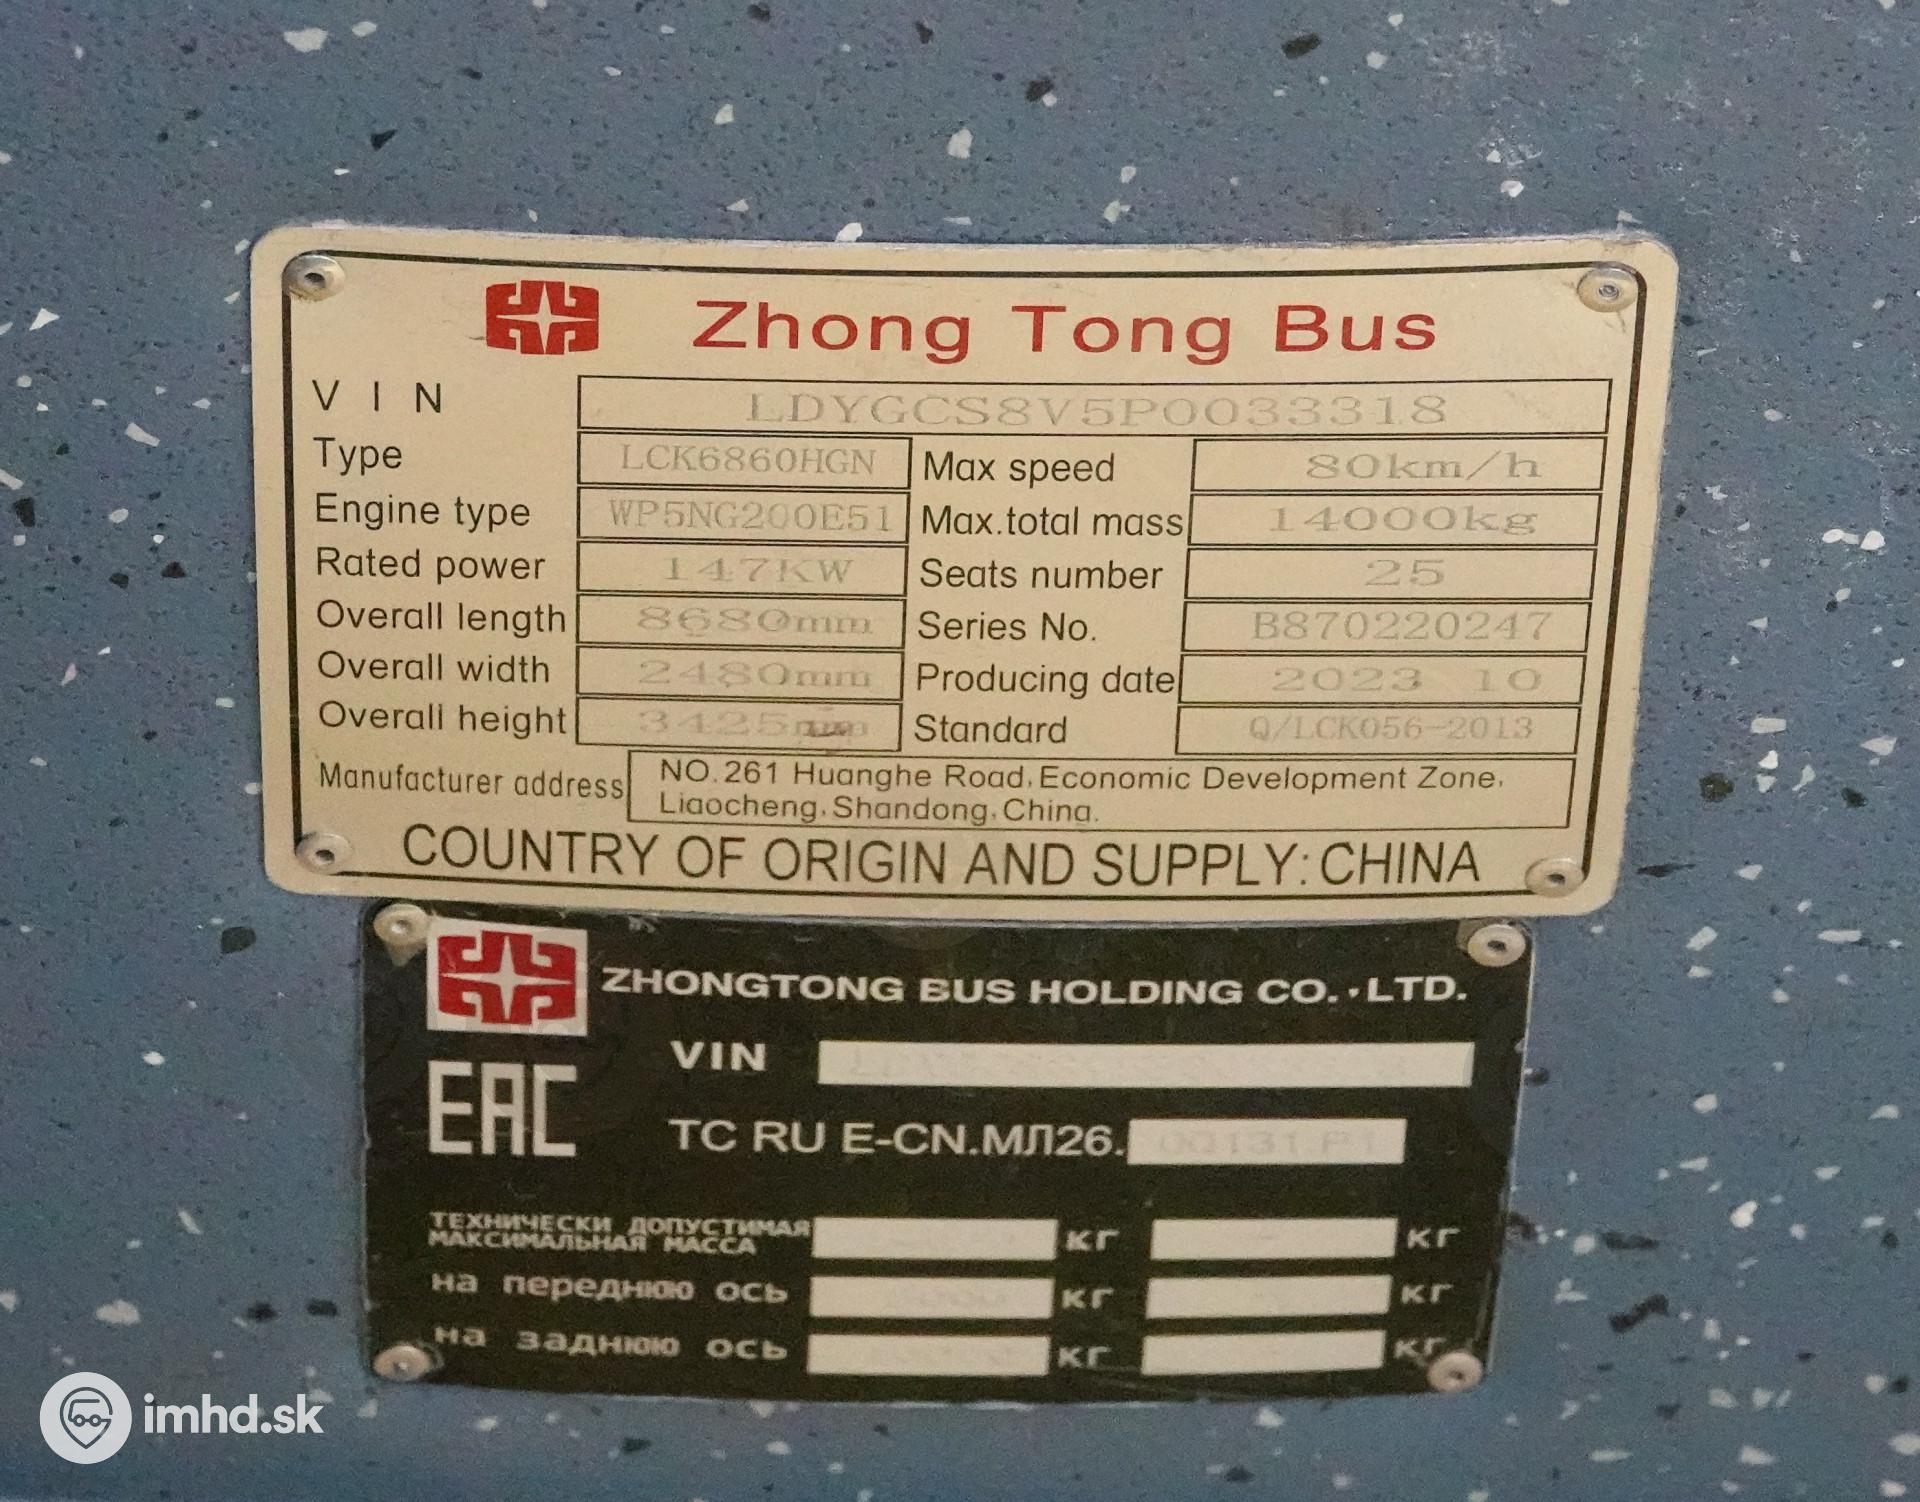 Zhong Tong Bus
VIN LDYGCS8V5P0033318
Type LCK6860HGN Max speed 80km/h
Engine type WP5NG200E51 Max.total mass 14000kg
Rated power 147KW Seats number 25
Overall length 8680mm Series No. B870220247
Overall width 2480mm Producing date 2023 10
Overall height 3425mm Standard Q/LCK056-2013
Manufacturer address NO.261 Huanghe Road,Economic Development Zone,
Liaocheng,Shandong,China.
COUNTRY OF ORIGIN AND SUPPLY:CHINA
ZHONGTONG BUS HOLDING CO.,LTD.
EAC
VIN
TC RU E-CN.МЛ26. 00131.P1
ТЕХНИЧЕСКИ ДОПУСТИМАЯ
МАКСИМАЛЬНАЯ МАССА КГ КГ
на переднюю ось КГ КГ
на заднюю ось КГ КГ
imhd.sk